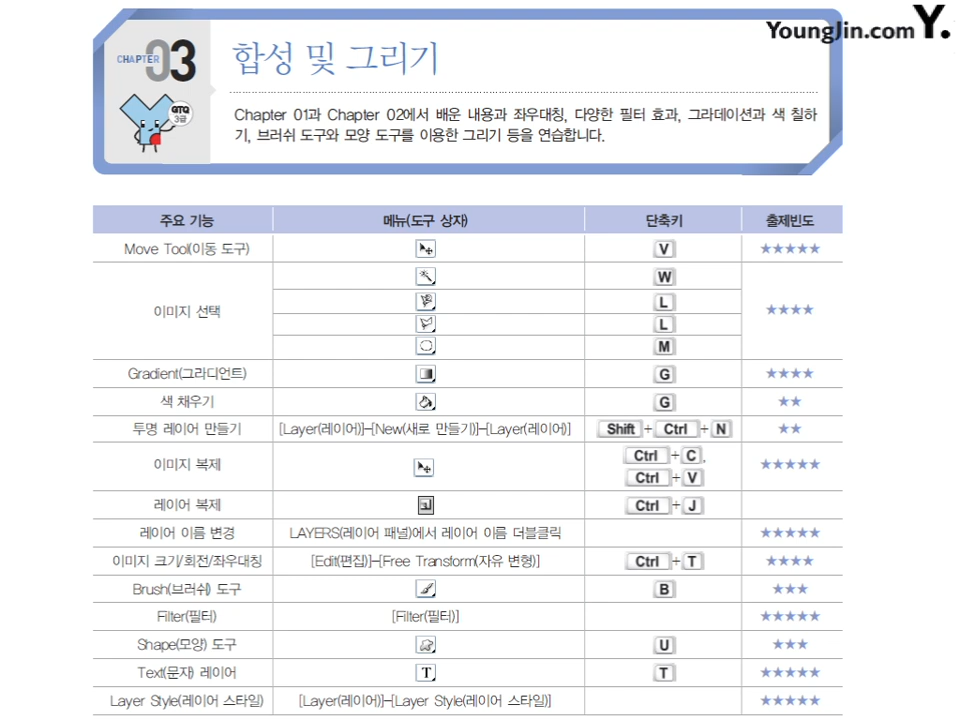 YoungJin.com Y.
CHAPTER 03
합성 및 그리기
GTQ
3급
Chapter 01과 Chapter 02에서 배운 내용과 좌우대칭, 다양한 필터 효과, 그라데이션과 색 칠하
기, 브러쉬 도구와 모양 도구를 이용한 그리기 등을 연습합니다.
주요 기능 메뉴(도구 상자) 단축키 출제빈도
Move Tool(이동 도구) V ★★★★★
이미지 선택 W ★★★★
L
L
M
Gradient(그라디언트) G ★★★★
색 채우기 G ★★
투명 레이어 만들기 [Layer(레이어)]-[New(새로 만들기)]-[Layer(레이어)] Shift + Ctrl + N ★★
이미지 복제 Ctrl + C, ★★★★★
Ctrl + V
레이어 복제 Ctrl + J
레이어 이름 변경 LAYERS(레이어 패널)에서 레이어 이름 더블클릭 ★★★★★
이미지 크기/회전/좌우대칭 [Edit(편집)]-[Free Transform(자유 변형)] Ctrl + T ★★★★
Brush(브러쉬) 도구 B ★★★
Filter(필터) [Filter(필터)] ★★★★★
Shape(모양) 도구 U ★★★
Text(문자) 레이어 T T ★★★★★
Layer Style(레이어 스타일) [Layer(레이어)]-[Layer Style(레이어 스타일)] ★★★★★